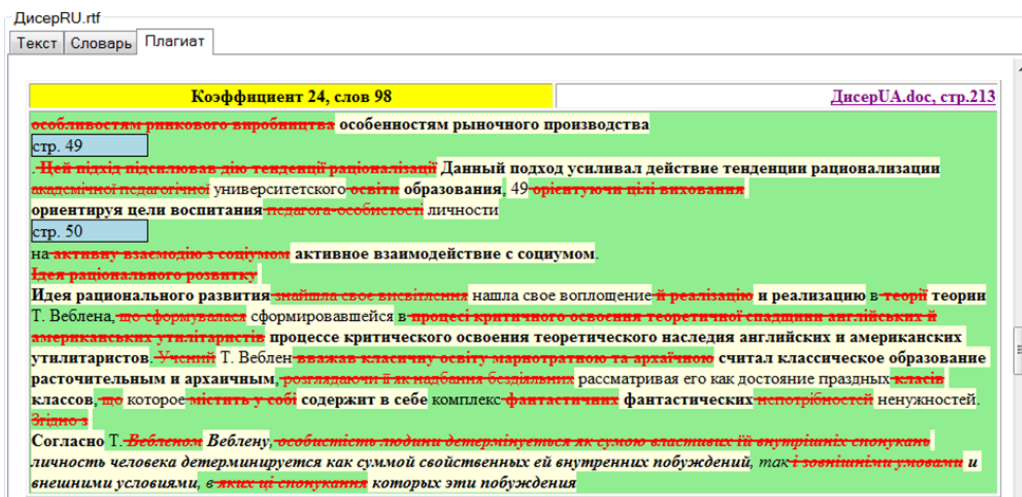 ДисерRU.rtf
Текст Словарь Плагиат
Коэффициент 24, слов 98 ДисерUA.doc, стр.213
особливостям ринкового виробництва особенностям рыночного производства
стр. 49
. Цей підхід підсилював дію тенденції раціоналізації Данный подход усиливал действие тенденции рационализации
академічної педагогічної университетского освіти образования, 49 орієнтуючи цілі виховання
ориентируя цели воспитания педагога-особистості личности
стр. 50
на активну взаємодію з соціумом активное взаимодействие с социумом.
Ідея раціонального розвитку
Идея рационального развития знайшла своє висвітлення нашла свое воплощение й реалізацію и реализацию в теорії теории
Т. Веблена, що сформувалася сформировавшейся в процесі критичного освоєння теоретичної спадщини англійських й
американських утилітаристів процессе критического освоения теоретического наследия английских и американских
утилитаристов. Учений Т. Веблен вважав класичну освіту марнотратною та архаїчною считал классическое образование
расточительным и архаичным, розглядаючи її як надбання бездіяльних рассматривая его как достояние праздных класів
классов, що которое містить у собі содержит в себе комплекс фантастичних фантастических непотрібностей ненужностей.
Згідно з
Согласно Т. Вебленом Веблену, особистість людини детермінується як сумою властивих їй внутрішніх спонукань
личность человека детерминируется как суммой свойственных ей внутренних побуждений, так і зовнішніми умовами и
внешними условиями, в яких ці спонукання которых эти побуждения